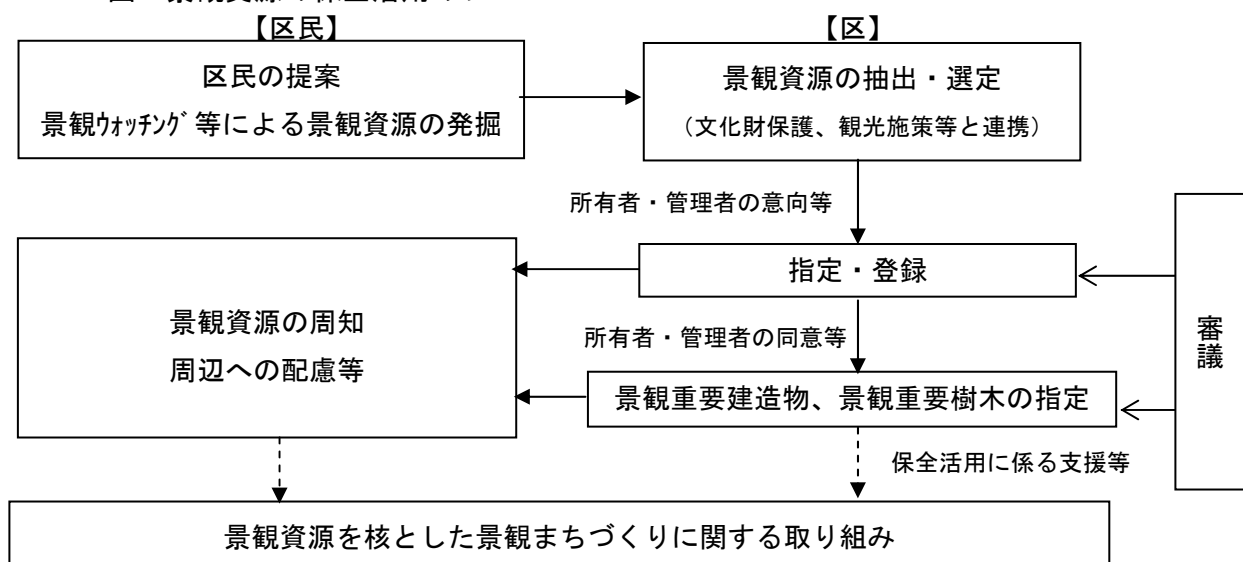 【区民】
【区】
区民の提案
景観ｳｫｯﾁﾝｸﾞ等による景観資源の発掘
景観資源の抽出・選定
（文化財保護、観光施策等と連携）
所有者・管理者の意向等
指定・登録
景観資源の周知
周辺への配慮等
所有者・管理者の同意等
景観重要建造物、景観重要樹木の指定
審議
保全活用に係る支援等
景観資源を核とした景観まちづくりに関する取り組み